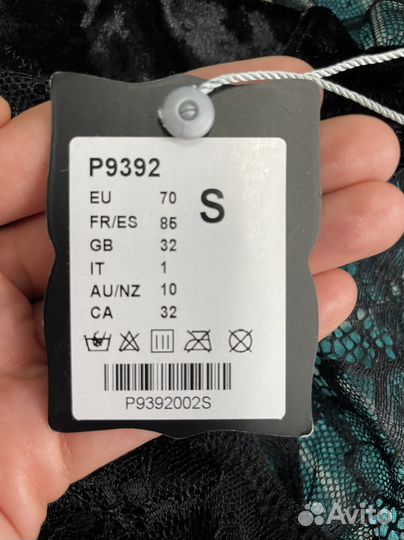 P9392
EU 70
FR/ES 85
GB 32
IT 1
AU/NZ 10
CA 32
S
P9392002S
Avito